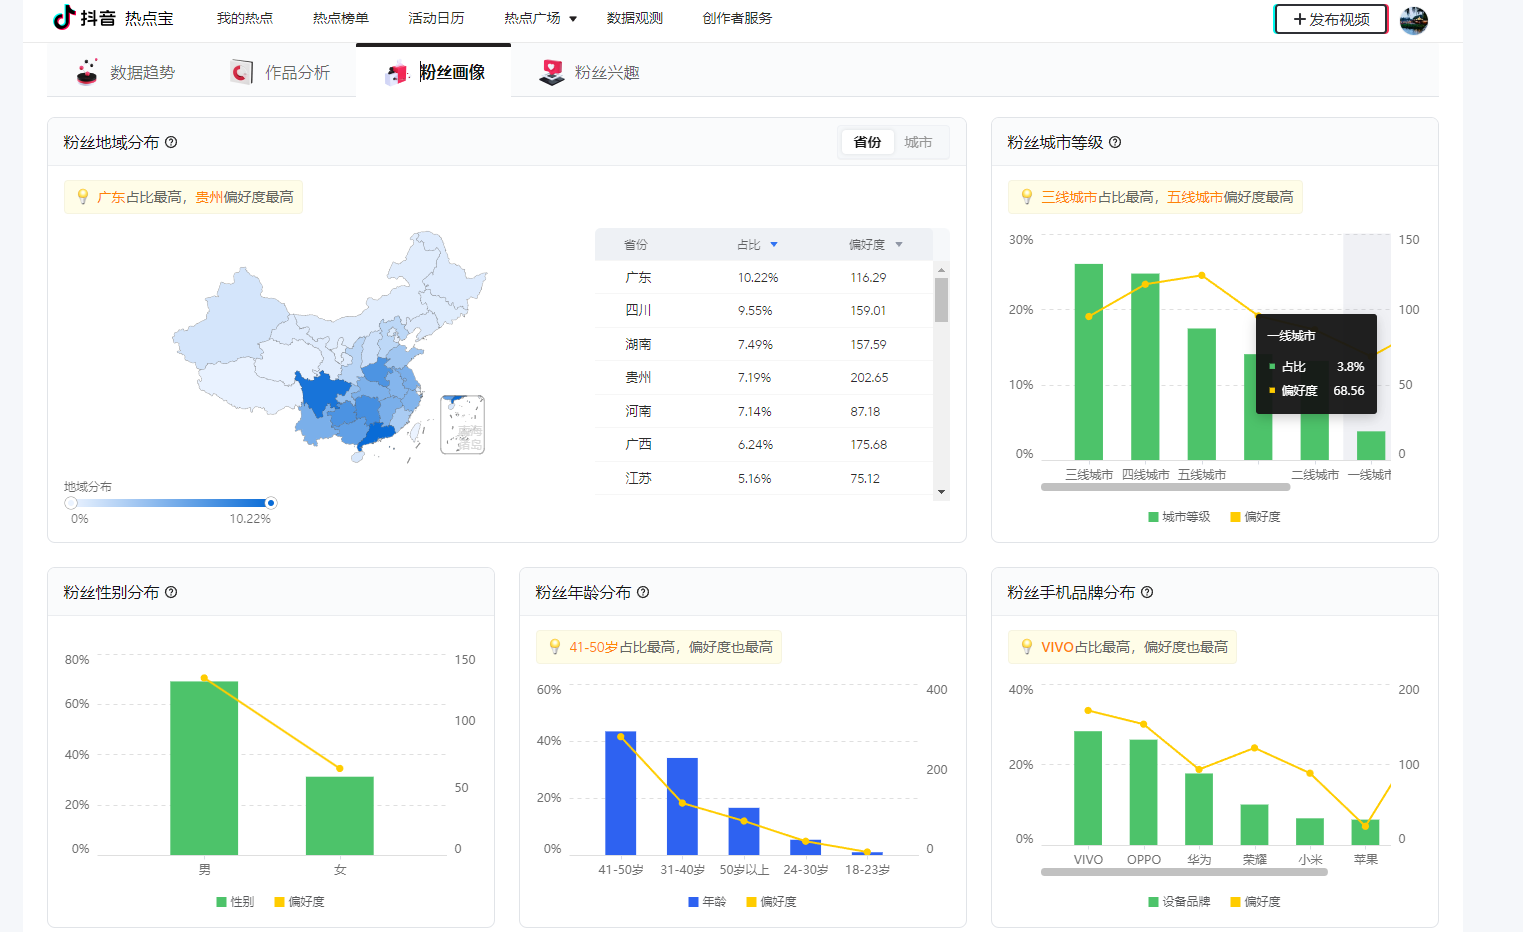 抖音 热点宝 我的热点 热点榜单 活动日历 热点广场 数据观测 创作者服务 发布视频
数据趋势 作品分析 粉丝画像 粉丝兴趣
粉丝地域分布
省份 城市
广东占比最高，贵州偏好度最高
省份 占比 偏好度
广东 10.22% 116.29
四川 9.55% 159.01
湖南 7.49% 157.59
贵州 7.19% 202.65
河南 7.14% 87.18
广西 6.24% 175.68
江苏 5.16% 75.12
南海
诸岛
地域分布
0% 10.22%
粉丝城市等级
三线城市占比最高，五线城市偏好度最高
30% 150
20% 100
10% 50
0% 0
一线城市
占比 3.8%
偏好度 68.56
三线城市 四线城市 五线城市 二线城市 一线城市
城市等级 偏好度
粉丝性别分布
80% 150
60% 100
40% 50
20%
0% 0
男 女
性别 偏好度
粉丝年龄分布
41-50岁占比最高，偏好度也最高
60% 400
40% 200
20%
0% 0
41-50岁 31-40岁 50岁以上 24-30岁 18-23岁
年龄 偏好度
粉丝手机品牌分布
VIVO占比最高，偏好度也最高
40% 200
20% 100
0% 0
VIVO OPPO 华为 荣耀 小米 苹果
设备品牌 偏好度